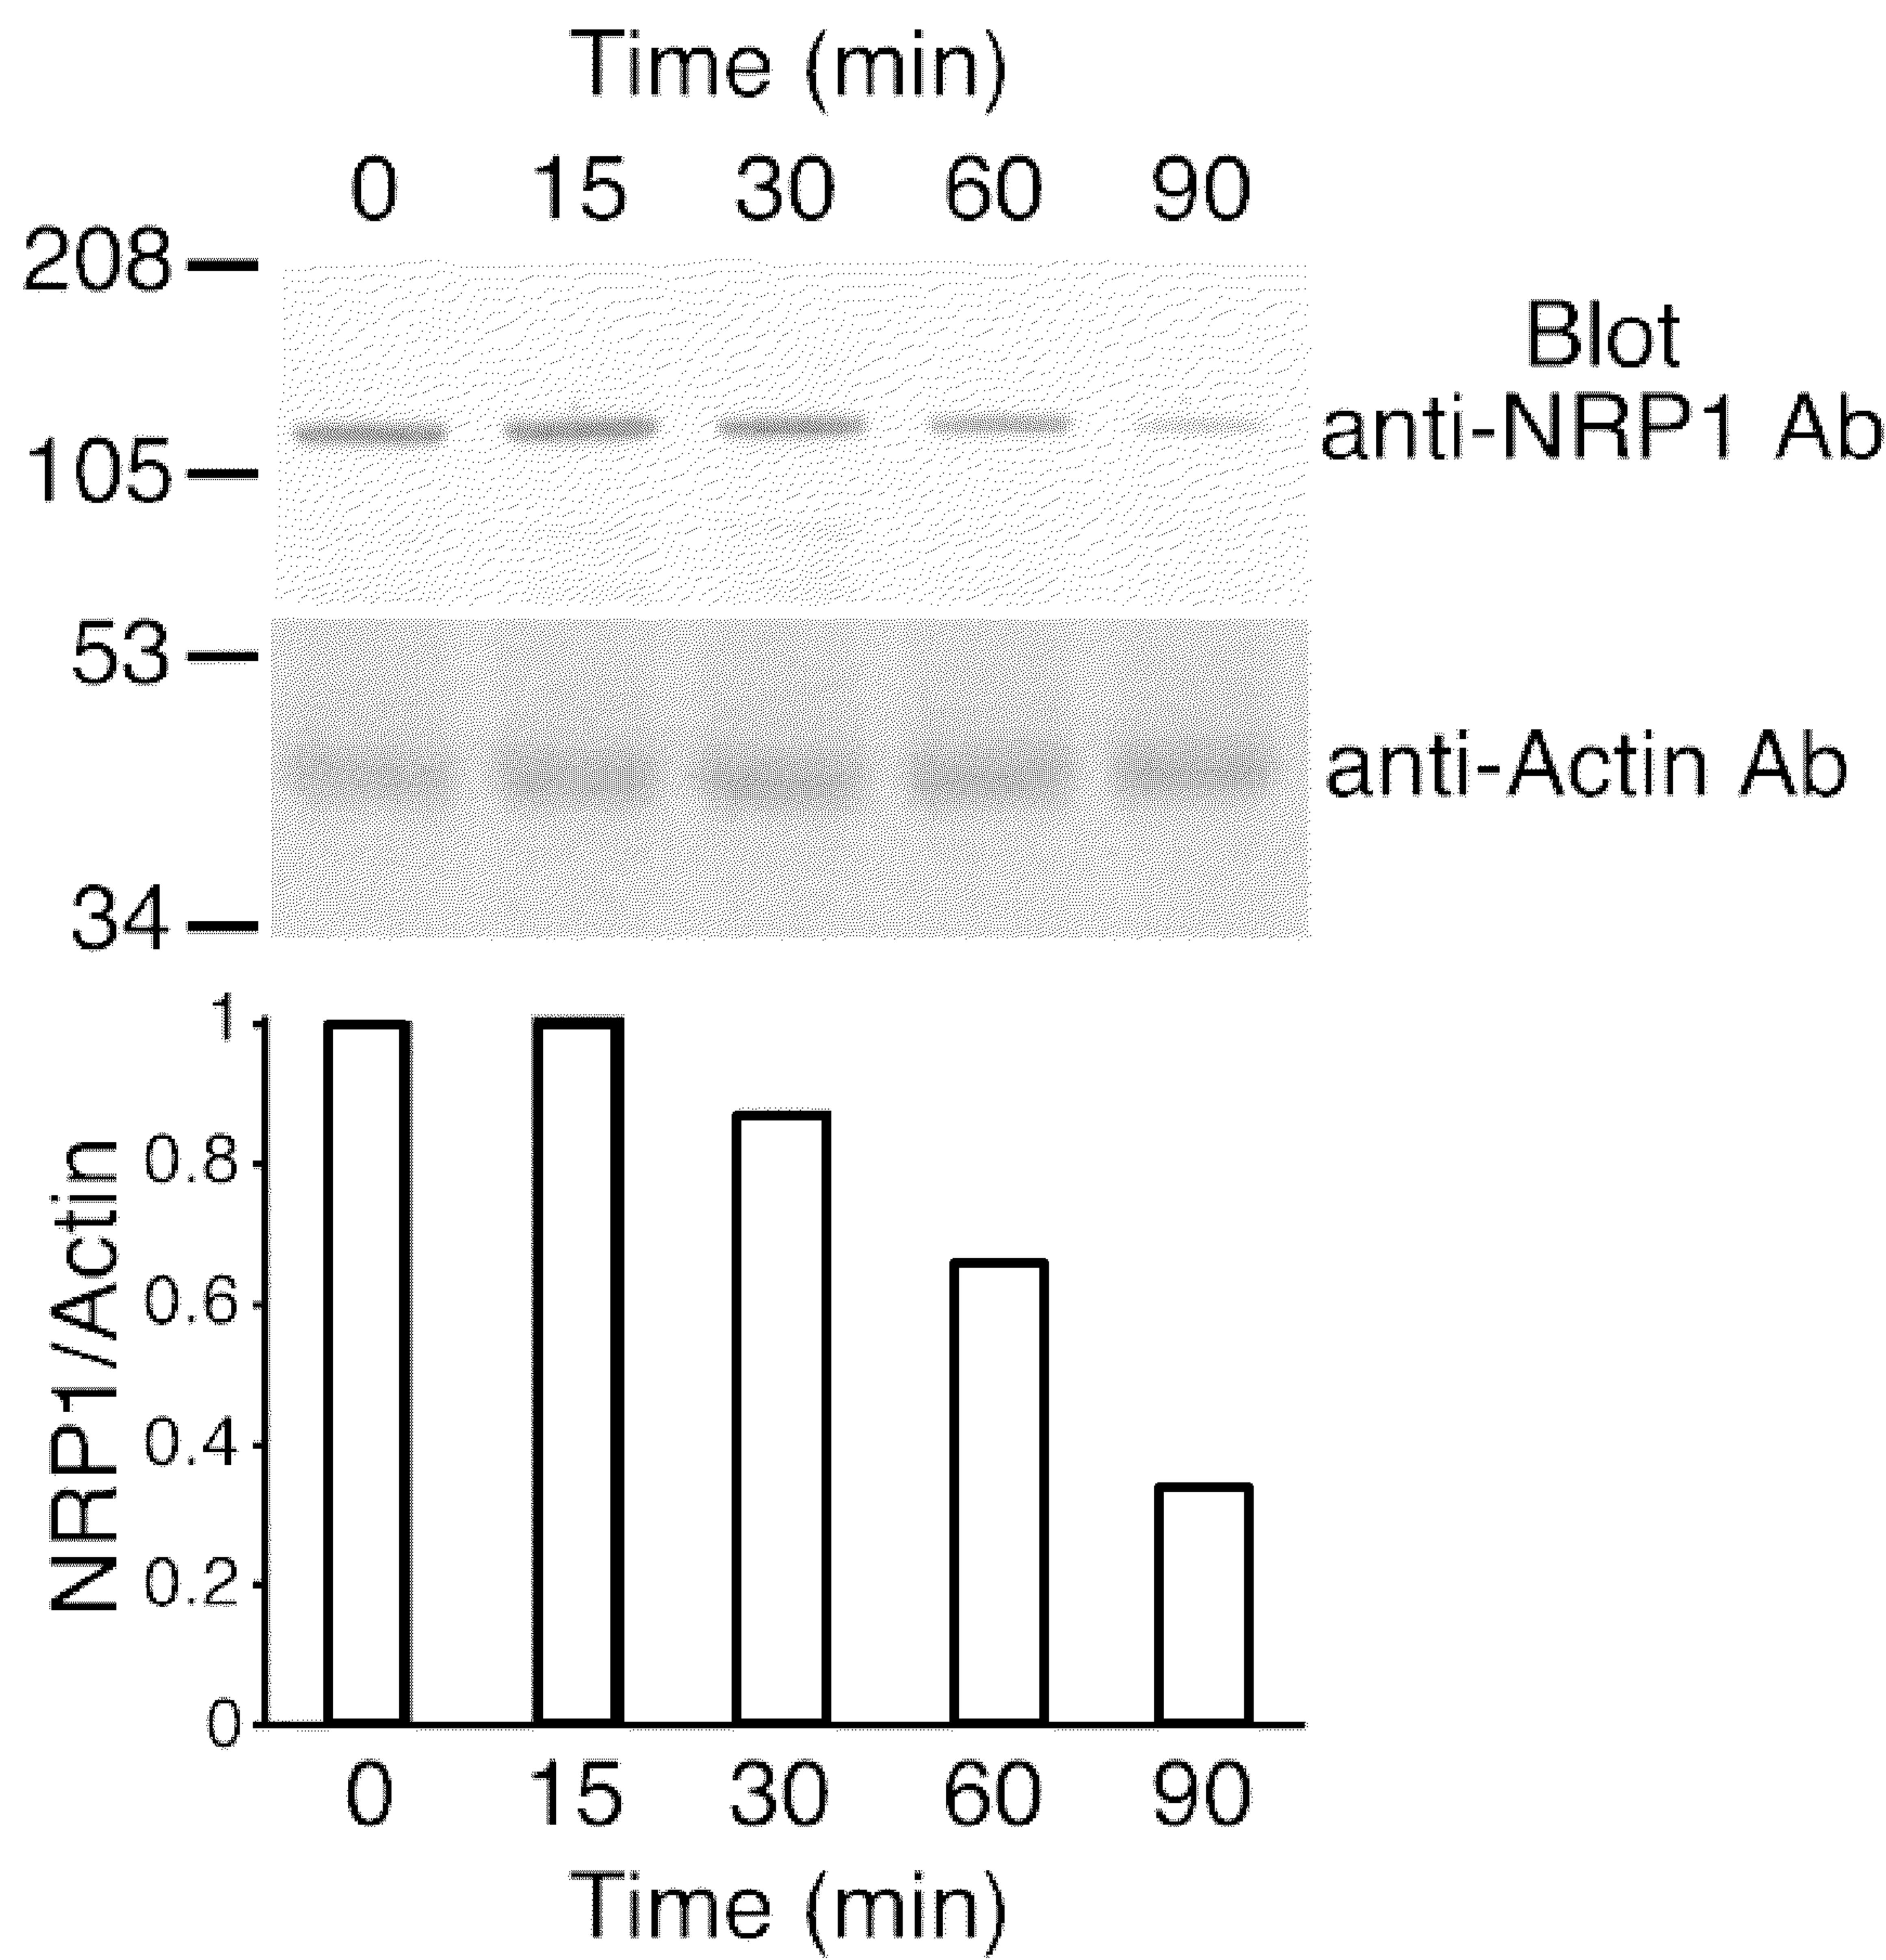 Time (min)
0 15 30 60 90
208
Blot
anti-NRP1 Ab
105
53
anti-Actin Ab
34
NRP1/Actin
1
0.8
0.6
0.4
0.2
0
0 15 30 60 90
Time (min)